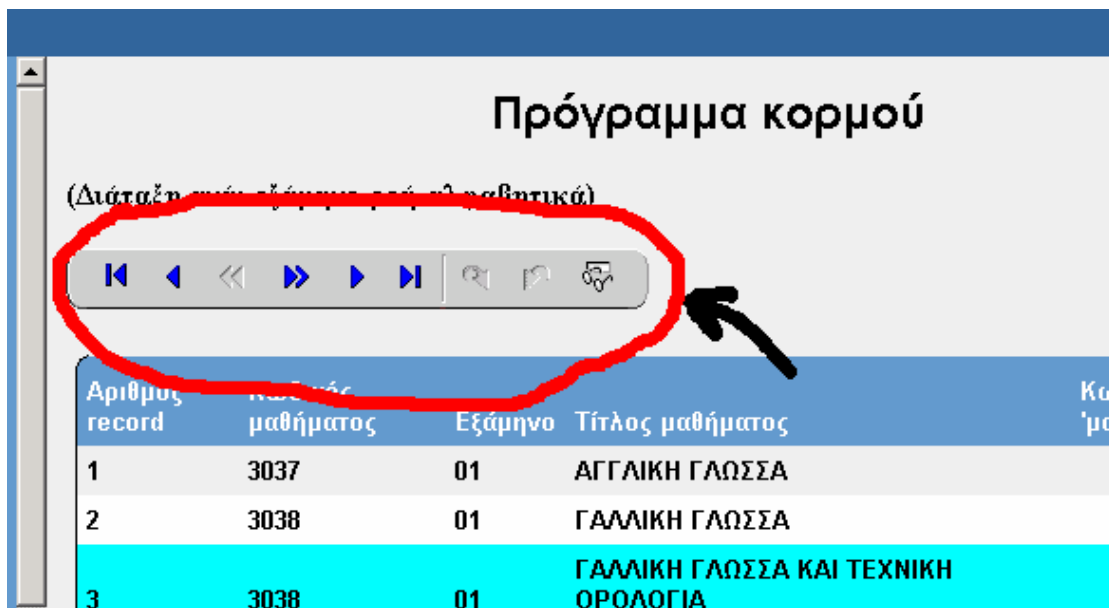 Πρόγραμμα κορμού
(Διάταξη
Αριθμός
record
μαθήματος
Εξάμηνο
Τίτλος μαθήματος
1 3037 01 ΑΓΓΛΙΚΗ ΓΛΩΣΣΑ
2 3038 01 ΓΑΛΛΙΚΗ ΓΛΩΣΣΑ
ΓΑΛΛΙΚΗ ΓΛΩΣΣΑ ΚΑΙ ΤΕΧΝΙΚΗ
3 3038 01 ΟΡΟΛΟΓΙΑ